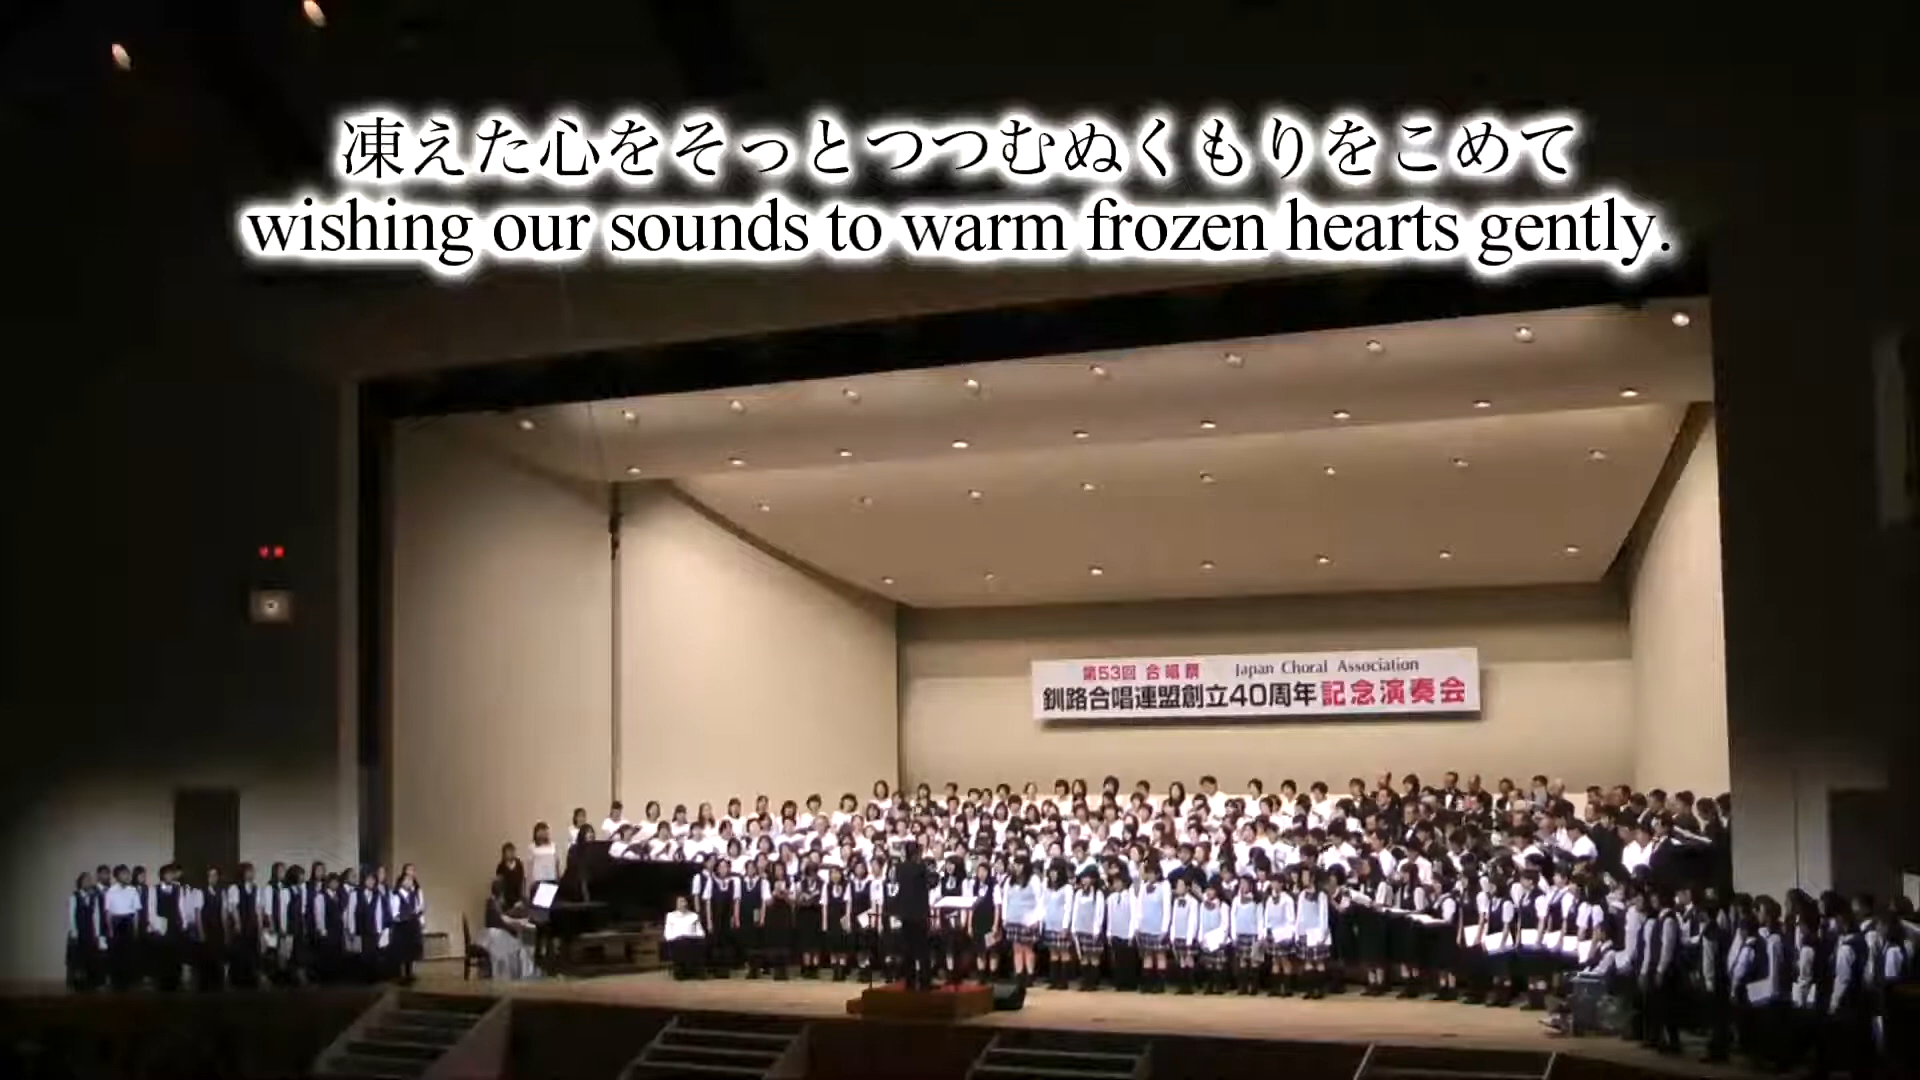 凍えた心をそっとつつむぬくもりをこめて
wishing our sounds to warm frozen hearts gently.
第53回 合唱祭 Japan Choral Association
釧路合唱連盟創立40周年記念演奏会